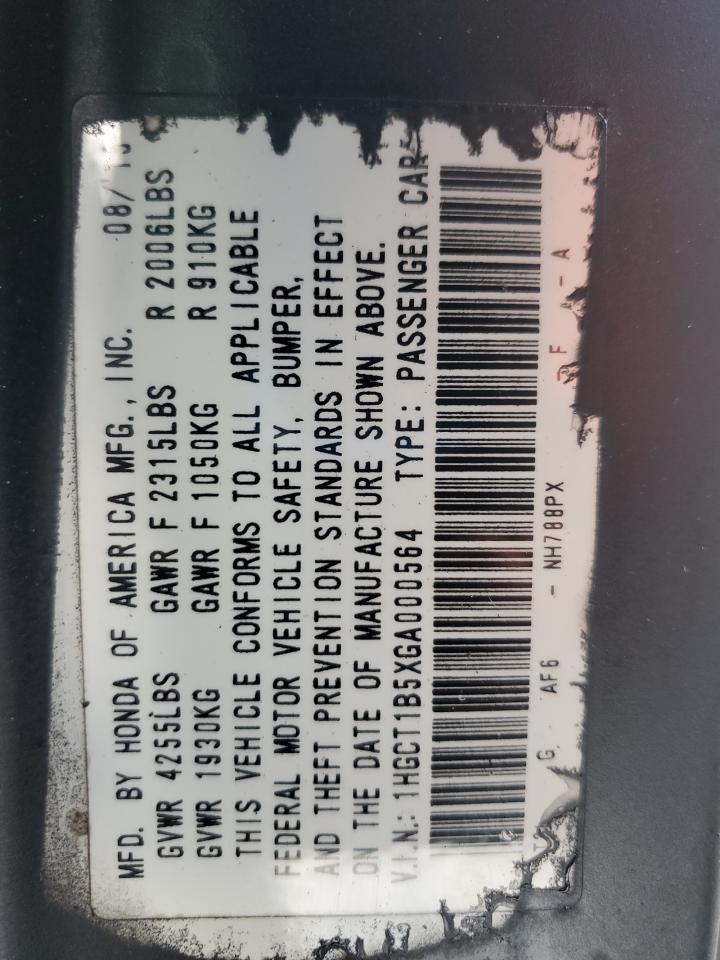 MFD. BY HONDA OF AMERICA MFG., INC. 08/
GVWR 4255LBS GAWR F 2315LBS R 2006LBS
GVWR 1930KG GAWR F 1050KG R 910KG
THIS VEHICLE CONFORMS TO ALL APPLICABLE
FEDERAL MOTOR VEHICLE SAFETY, BUMPER,
AND THEFT PREVENTION STANDARDS IN EFFECT
ON THE DATE OF MANUFACTURE SHOWN ABOVE.
V.I.N.: 1HGCT1B5XGA000564 TYPE: PASSENGER CAR
AF6 - NH788PX
G. F - A